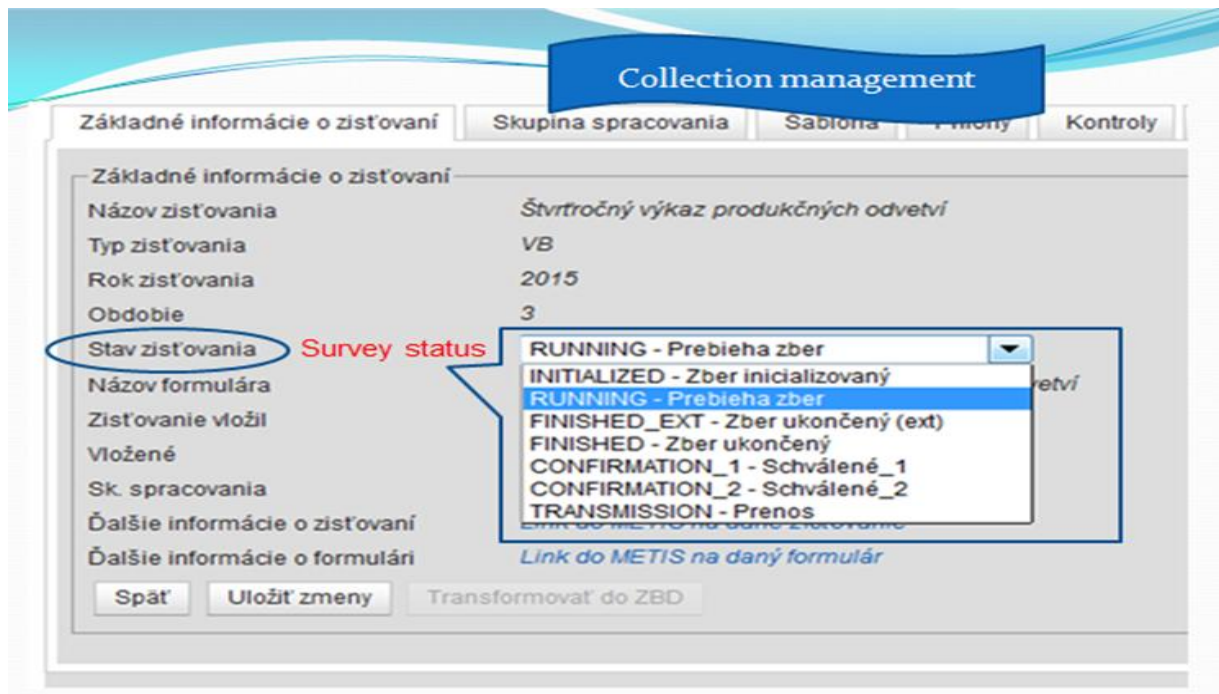 Collection management
Základné informácie o zisťovaní Skupina spracovania Šablóna Kontroly
Základné informácie o zisťovaní
Názov zisťovania Štvrťročný výkaz produkčných odvetví
Typ zisťovania VB
Rok zisťovania 2015
Obdobie 3
Stav zisťovania Survey status RUNNING - Prebieha zber
INITIALIZED - Zber inicializovaný
Názov formulára
RUNNING - Prebieha zber
Zisťovanie vložil FINISHED_EXT - Zber ukončený (ext)
FINISHED - Zber ukončený
Vložené
CONFIRMATION_1 - Schválené_1
Sk. spracovania CONFIRMATION_2 - Schválené_2
TRANSMISSION - Prenos
Ďalšie informácie o zisťovaní
Ďalšie informácie o formulári Link do METIS na daný formulár
Späť Uložiť zmeny Transformovať do ZBD